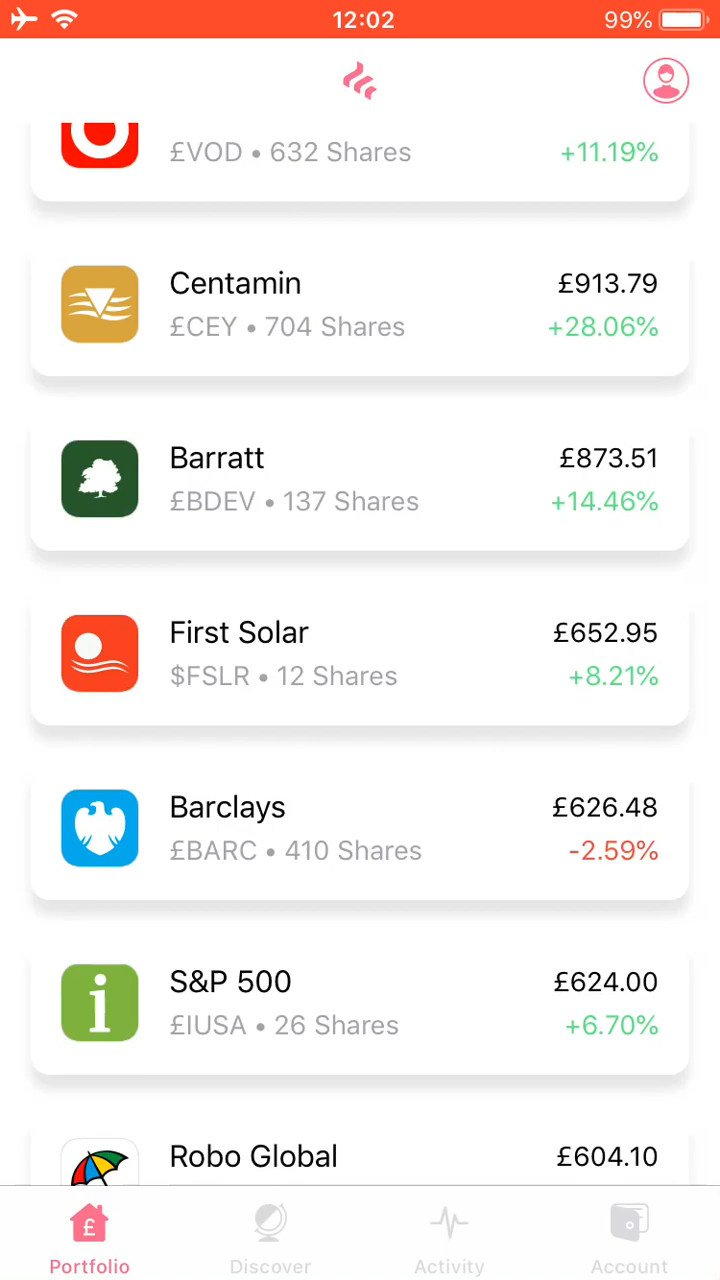 12:02
99%
£VOD • 632 Shares
+11.19%
Centamin
£913.79
£CEY • 704 Shares
+28.06%
Barratt
£873.51
£BDEV • 137 Shares
+14.46%
First Solar
£652.95
$FSLR • 12 Shares
+8.21%
Barclays
£626.48
£BARC • 410 Shares
-2.59%
i
S&P 500
£624.00
£IUSA • 26 Shares
+6.70%
Robo Global
£604.10
£
Portfolio
Discover
Activity
Account